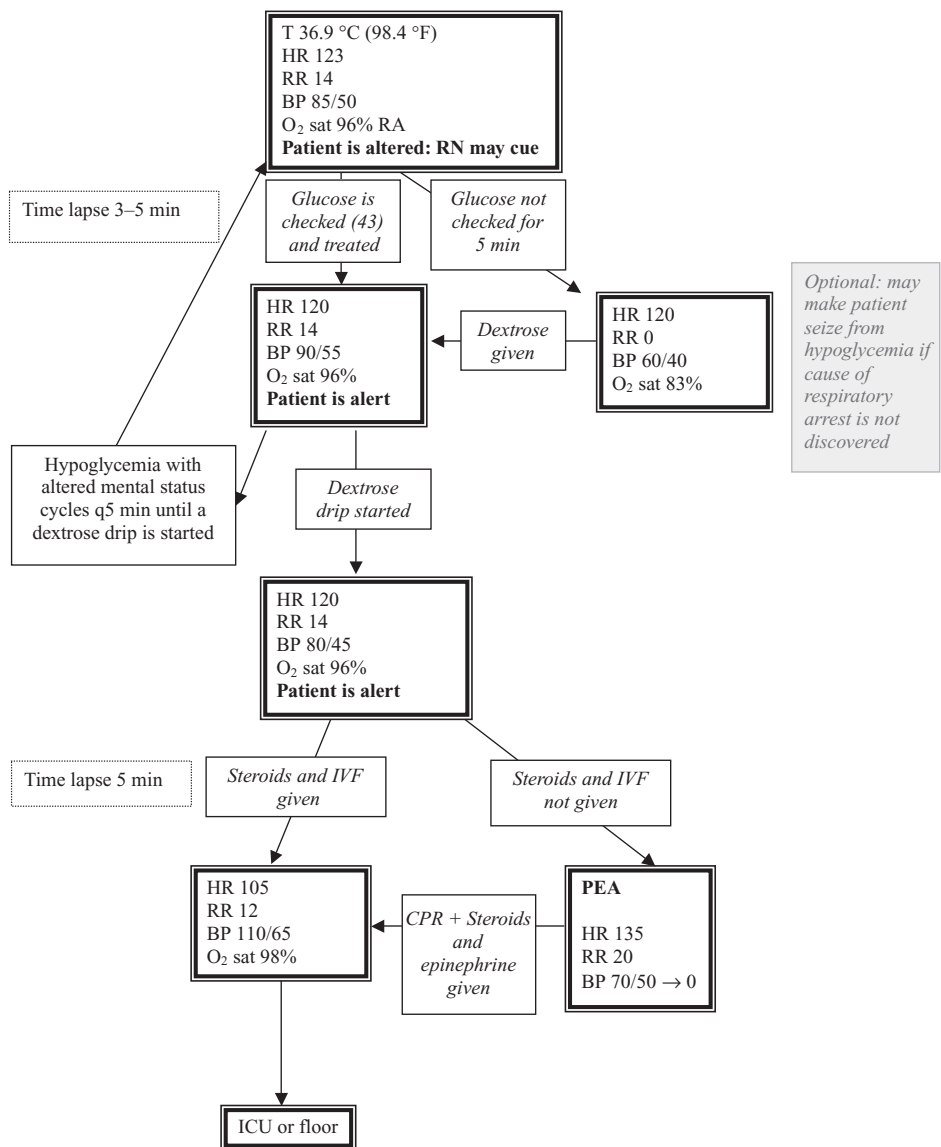 T 36.9 °C (98.4 °F)
HR 123
RR 14
BP 85/50
O₂ sat 96% RA
Patient is altered: RN may cue
Time lapse 3–5 min
Glucose is
checked (43)
and treated
Glucose not
checked for
5 min
HR 120
RR 14
BP 90/55
O₂ sat 96%
Patient is alert
Dextrose
given
HR 120
RR 0
BP 60/40
O₂ sat 83%
Optional: may
make patient
seize from
hypoglycemia if
cause of
respiratory
arrest is not
discovered
Hypoglycemia with
altered mental status
cycles q5 min until a
dextrose drip is started
Dextrose
drip started
HR 120
RR 14
BP 80/45
O₂ sat 96%
Patient is alert
Time lapse 5 min
Steroids and IVF
given
Steroids and IVF
not given
HR 105
RR 12
BP 110/65
O₂ sat 98%
CPR + Steroids
and
epinephrine
given
PEA
HR 135
RR 20
BP 70/50 → 0
ICU or floor